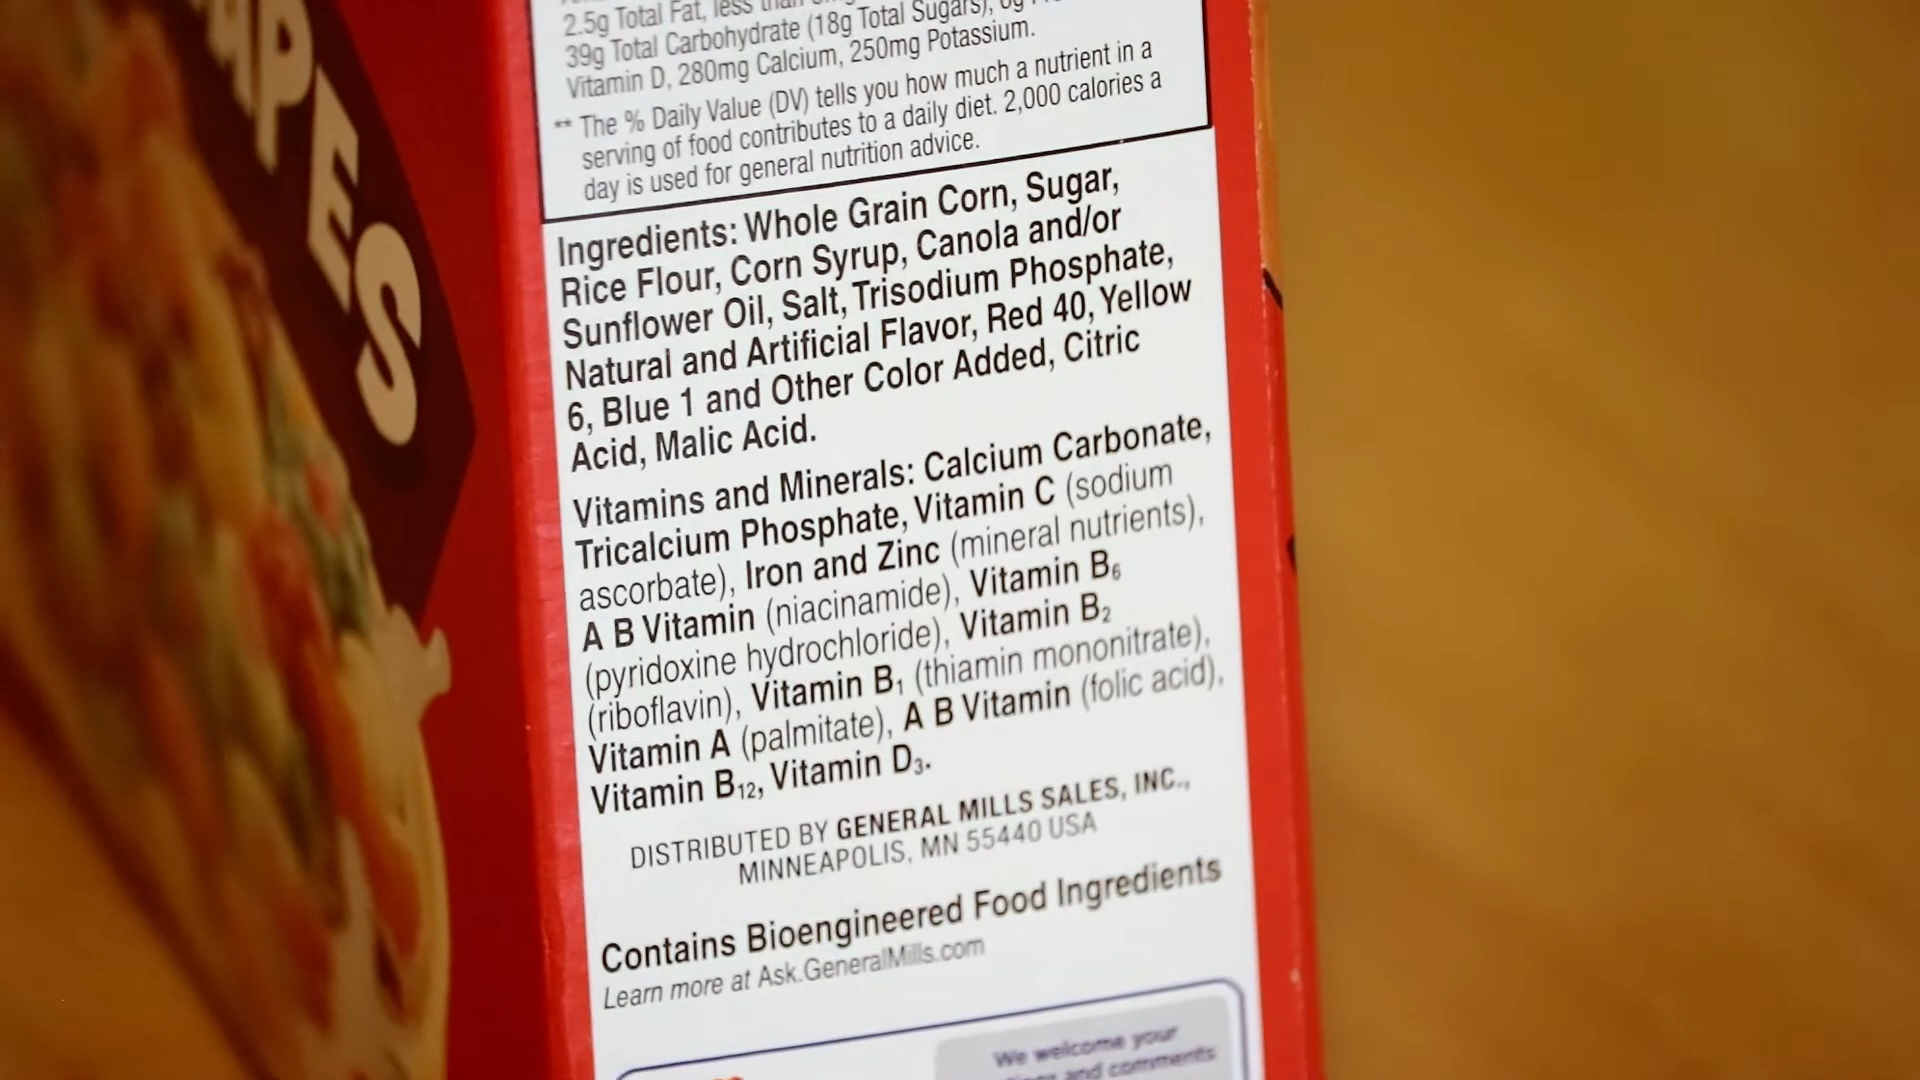 APES
2.5g Total Fat, less than
39g Total Carbohydrate (18g Total Sugars),
Vitamin D, 280mg Calcium, 250mg Potassium.
** The % Daily Value (DV) tells you how much a nutrient in a
serving of food contributes to a daily diet. 2,000 calories a
day is used for general nutrition advice.
Ingredients: Whole Grain Corn, Sugar,
Rice Flour, Corn Syrup, Canola and/or
Sunflower Oil, Salt, Trisodium Phosphate,
Natural and Artificial Flavor, Red 40, Yellow
6, Blue 1 and Other Color Added, Citric
Acid, Malic Acid.
Vitamins and Minerals: Calcium Carbonate,
Tricalcium Phosphate, Vitamin C (sodium
ascorbate), Iron and Zinc (mineral nutrients),
A B Vitamin (niacinamide), Vitamin B6
(pyridoxine hydrochloride), Vitamin B2
(riboflavin), Vitamin B1 (thiamin mononitrate),
Vitamin A (palmitate), A B Vitamin (folic acid),
Vitamin B12, Vitamin D3.
DISTRIBUTED BY GENERAL MILLS SALES, INC.,
MINNEAPOLIS, MN 55440 USA
Contains Bioengineered Food Ingredients
Learn more at Ask.GeneralMills.com
We welcome your
and comments